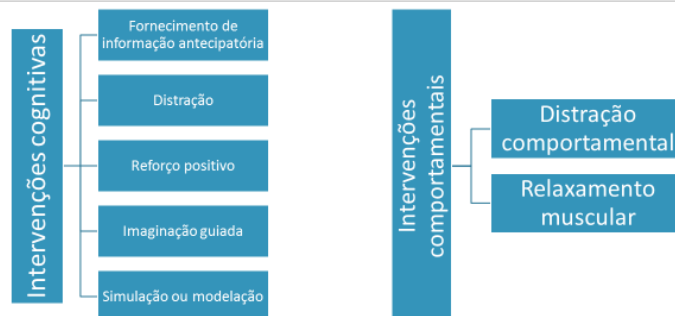 Intervenções cognitivas
Fornecimento de
informação antecipatória
Distração
Reforço positivo
Imaginação guiada
Simulação ou modelação
Intervenções
comportamentais
Distração
comportamental
Relaxamento
muscular